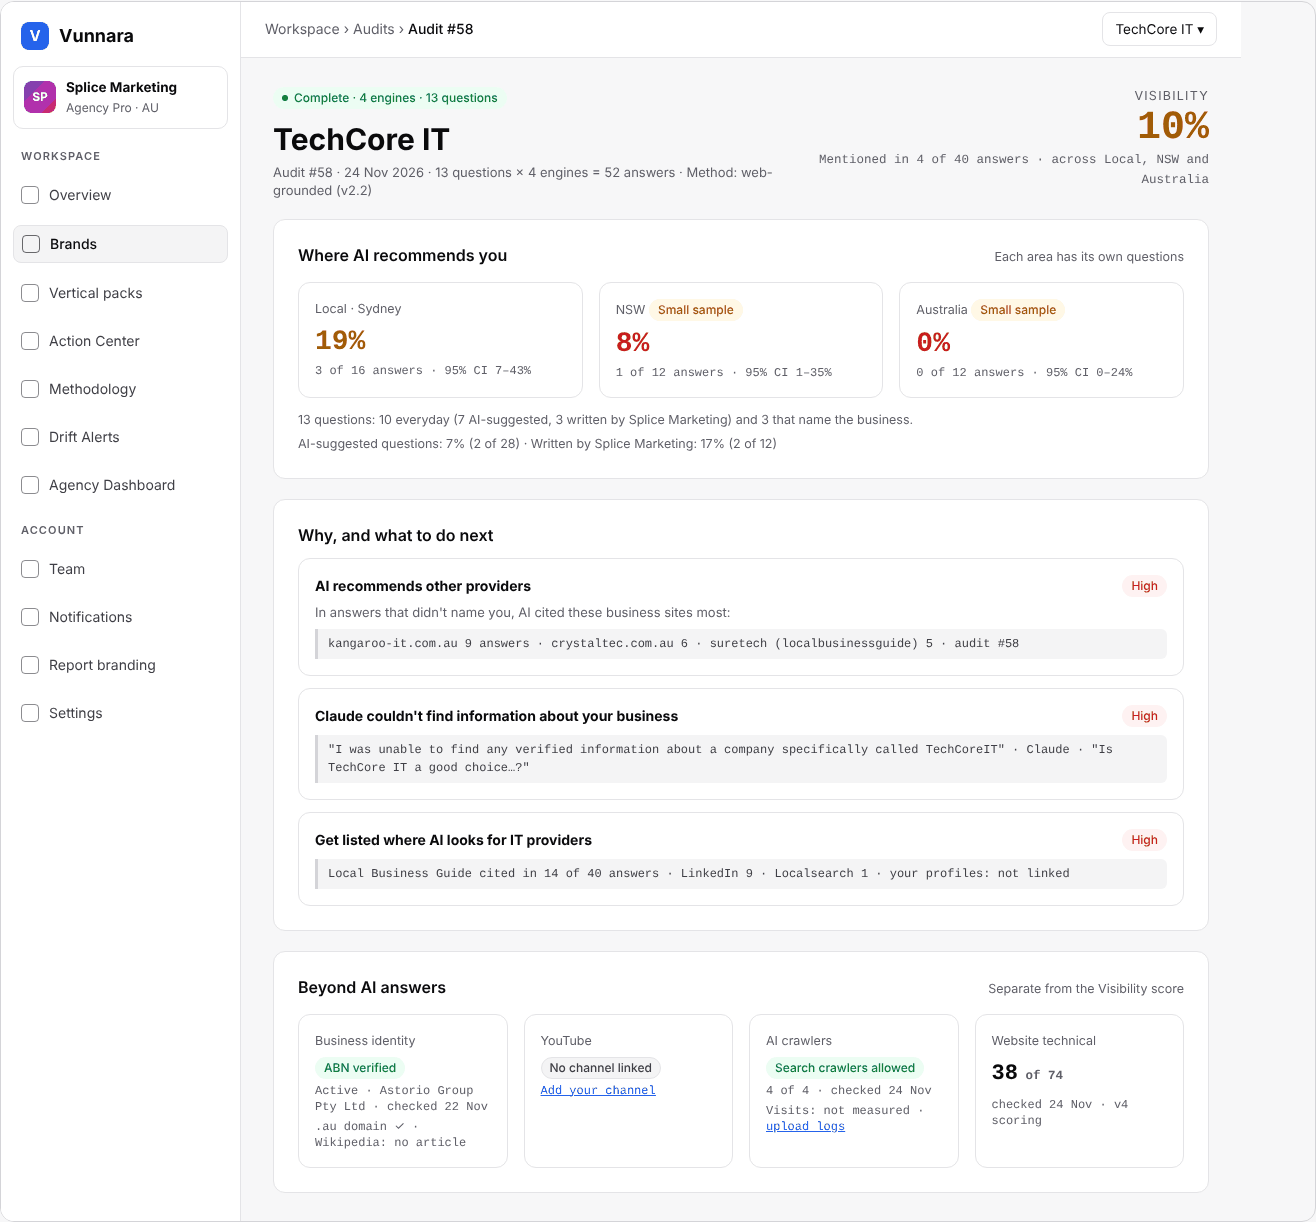 V Vunnara
Workspace › Audits › Audit #58
TechCore IT ▾
SP
Splice Marketing
Agency Pro · AU
WORKSPACE
Overview
Brands
Vertical packs
Action Center
Methodology
Drift Alerts
Agency Dashboard
ACCOUNT
Team
Notifications
Report branding
Settings
● Complete · 4 engines · 13 questions
TechCore IT
Audit #58 · 24 Nov 2026 · 13 questions × 4 engines = 52 answers · Method: web-
grounded (v2.2)
VISIBILITY
10%
Mentioned in 4 of 40 answers · across Local, NSW and
Australia
Where AI recommends you
Each area has its own questions
Local · Sydney
19%
3 of 16 answers · 95% CI 7–43%
NSW Small sample
8%
1 of 12 answers · 95% CI 1–35%
Australia Small sample
0%
0 of 12 answers · 95% CI 0–24%
13 questions: 10 everyday (7 AI-suggested, 3 written by Splice Marketing) and 3 that name the business.
AI-suggested questions: 7% (2 of 28) · Written by Splice Marketing: 17% (2 of 12)
Why, and what to do next
AI recommends other providers
High
In answers that didn't name you, AI cited these business sites most:
kangaroo-it.com.au 9 answers · crystaltec.com.au 6 · suretech (localbusinessguide) 5 · audit #58
Claude couldn't find information about your business
High
"I was unable to find any verified information about a company specifically called TechCoreIT" · Claude · "Is
TechCore IT a good choice…?"
Get listed where AI looks for IT providers
High
Local Business Guide cited in 14 of 40 answers · LinkedIn 9 · Localsearch 1 · your profiles: not linked
Beyond AI answers
Separate from the Visibility score
Business identity
ABN verified
Active · Astorio Group
Pty Ltd · checked 22 Nov
.au domain ✓ ·
Wikipedia: no article
YouTube
No channel linked
Add your channel
AI crawlers
Search crawlers allowed
4 of 4 · checked 24 Nov
Visits: not measured ·
upload logs
Website technical
38 of 74
checked 24 Nov · v4
scoring